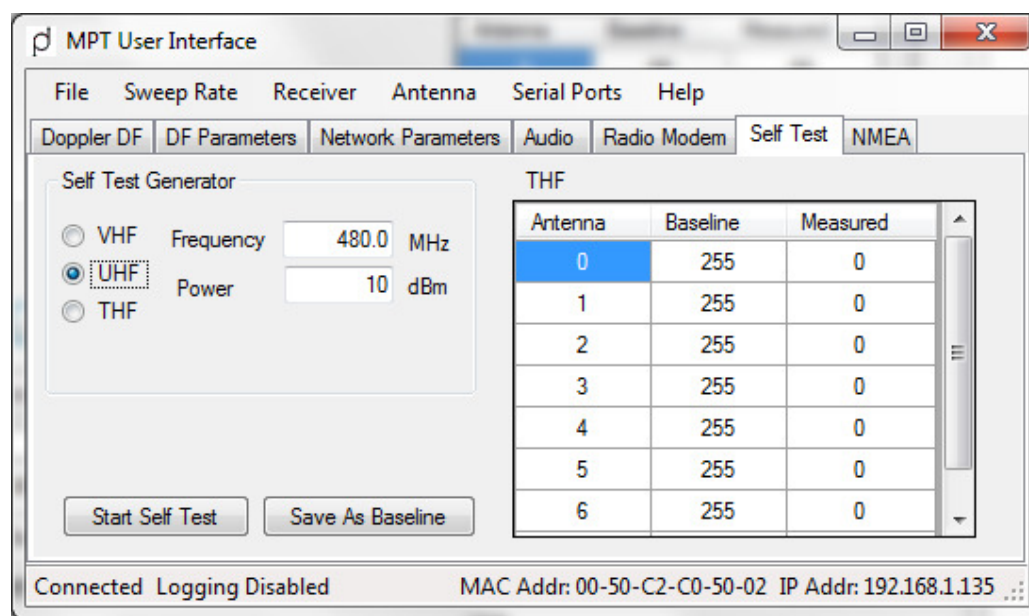 MPT User Interface
File Sweep Rate Receiver Antenna Serial Ports Help
Doppler DF DF Parameters Network Parameters Audio Radio Modem Self Test NMEA
Self Test Generator
VHF Frequency 480.0 MHz
UHF Power 10 dBm
THF
Start Self Test Save As Baseline
THF
Antenna Baseline Measured
0 255 0
1 255 0
2 255 0
3 255 0
4 255 0
5 255 0
6 255 0
Connected Logging Disabled MAC Addr: 00-50-C2-C0-50-02 IP Addr: 192.168.1.135